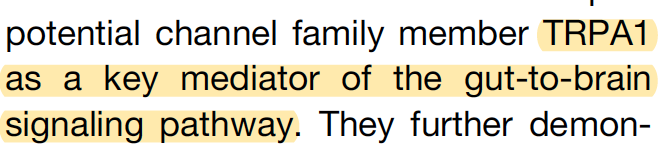 potential channel family member TRPA1
as a key mediator of the gut-to-brain
signaling pathway. They further demon-